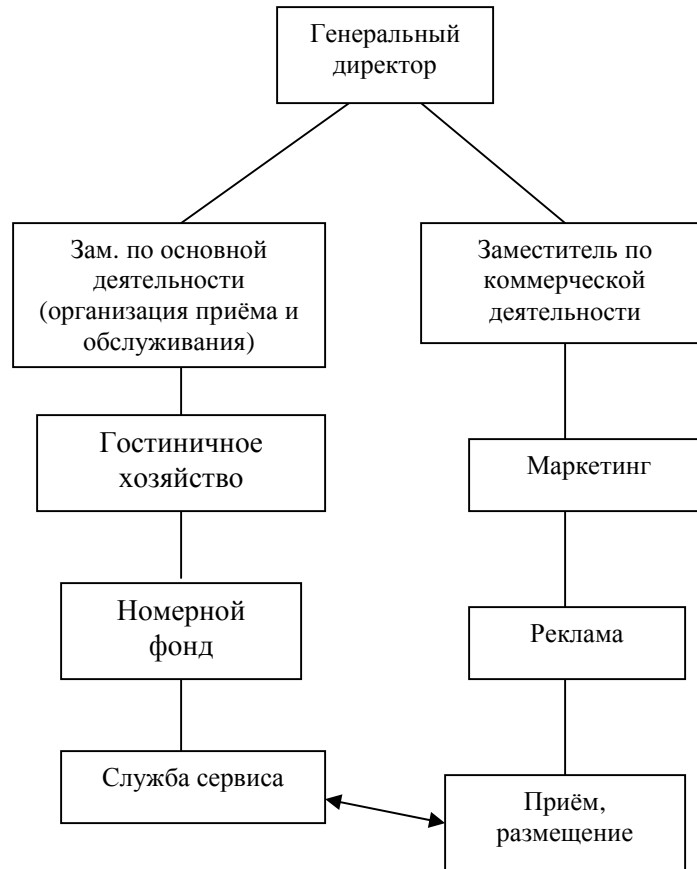 Генеральный
директор
Зам. по основной
деятельности
(организация приёма и
обслуживания)
Заместитель по
коммерческой
деятельности
Гостиничное
хозяйство
Маркетинг
Номерной
фонд
Реклама
Служба сервиса
Приём,
размещение